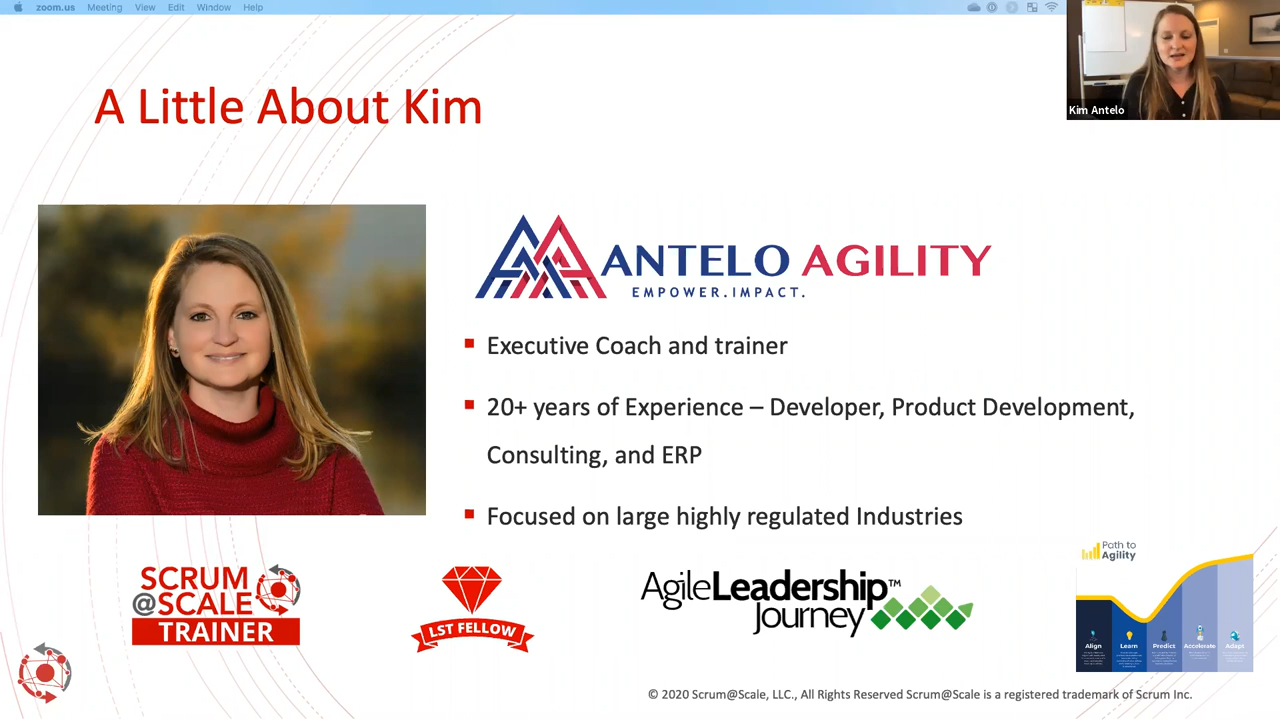 zoom.us Meeting View Edit Window Help
Kim Antelo
A Little About Kim
ANTELO AGILITY
EMPOWER.IMPACT.
Executive Coach and trainer
20+ years of Experience – Developer, Product Development,
Consulting, and ERP
Focused on large highly regulated Industries
SCRUM
@SCALE
TRAINER
LST FELLOW
AgileLeadership™
Journey
Path to
Agility
Align Learn Predict Accelerate Adapt
© 2020 Scrum@Scale, LLC., All Rights Reserved Scrum@Scale is a registered trademark of Scrum Inc.